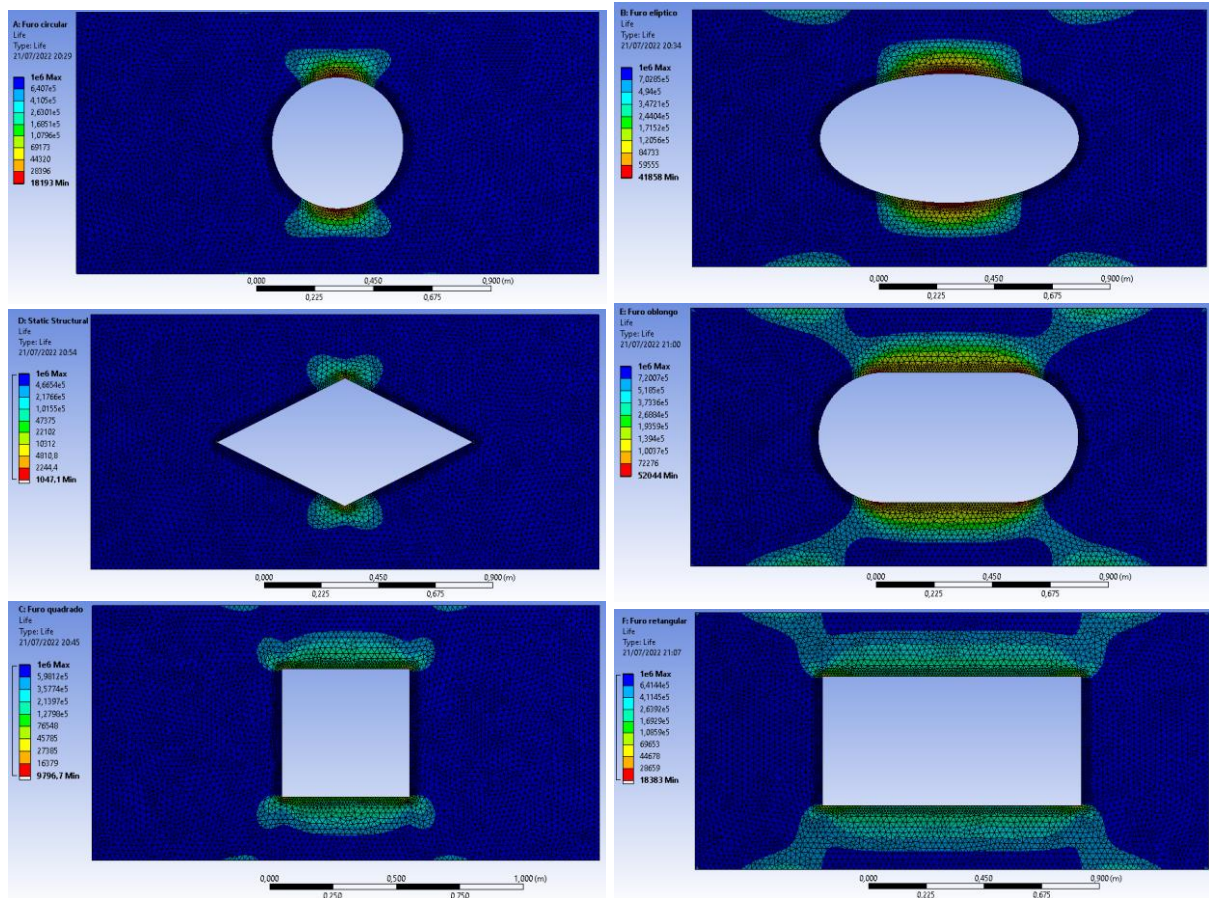 A: Furo circular
Life
Type: Life
21/07/2022 20:29
1e6 Max
6,407e5
4,105e5
2,6301e5
1,6851e5
1,0796e5
69173
44320
28396
18193 Min
0,000
0,450
0,900 (m)
0,225
0,675
B: Furo elíptico
Life
Type: Life
21/07/2022 20:34
1e6 Max
7,0285e5
4,94e5
3,4721e5
2,4404e5
1,7152e5
1,2056e5
84733
59555
41858 Min
0,000
0,450
0,900 (m)
0,225
0,675
D: Static Structural
Life
Type: Life
21/07/2022 20:54
1e6 Max
4,6654e5
2,1766e5
1,0155e5
47375
22102
10312
4810,8
2244,4
1047,1 Min
0,000
0,450
0,900 (m)
0,225
0,675
E: Furo oblongo
Life
Type: Life
21/07/2022 21:00
1e6 Max
7,2007e5
5,185e5
3,7336e5
2,6884e5
1,9359e5
1,394e5
1,0037e5
72276
52044 Min
0,000
0,450
0,900 (m)
0,225
0,675
C: Furo quadrado
Life
Type: Life
21/07/2022 20:45
1e6 Max
5,9812e5
3,5774e5
2,1397e5
1,2798e5
76548
45785
27385
16379
9796,7 Min
0,000
0,500
1,000 (m)
0,250
0,750
F: Furo retangular
Life
Type: Life
21/07/2022 21:07
1e6 Max
6,4144e5
4,1145e5
2,6392e5
1,6929e5
1,0859e5
69653
44678
28659
18383 Min
0,000
0,450
0,900 (m)
0,225
0,675